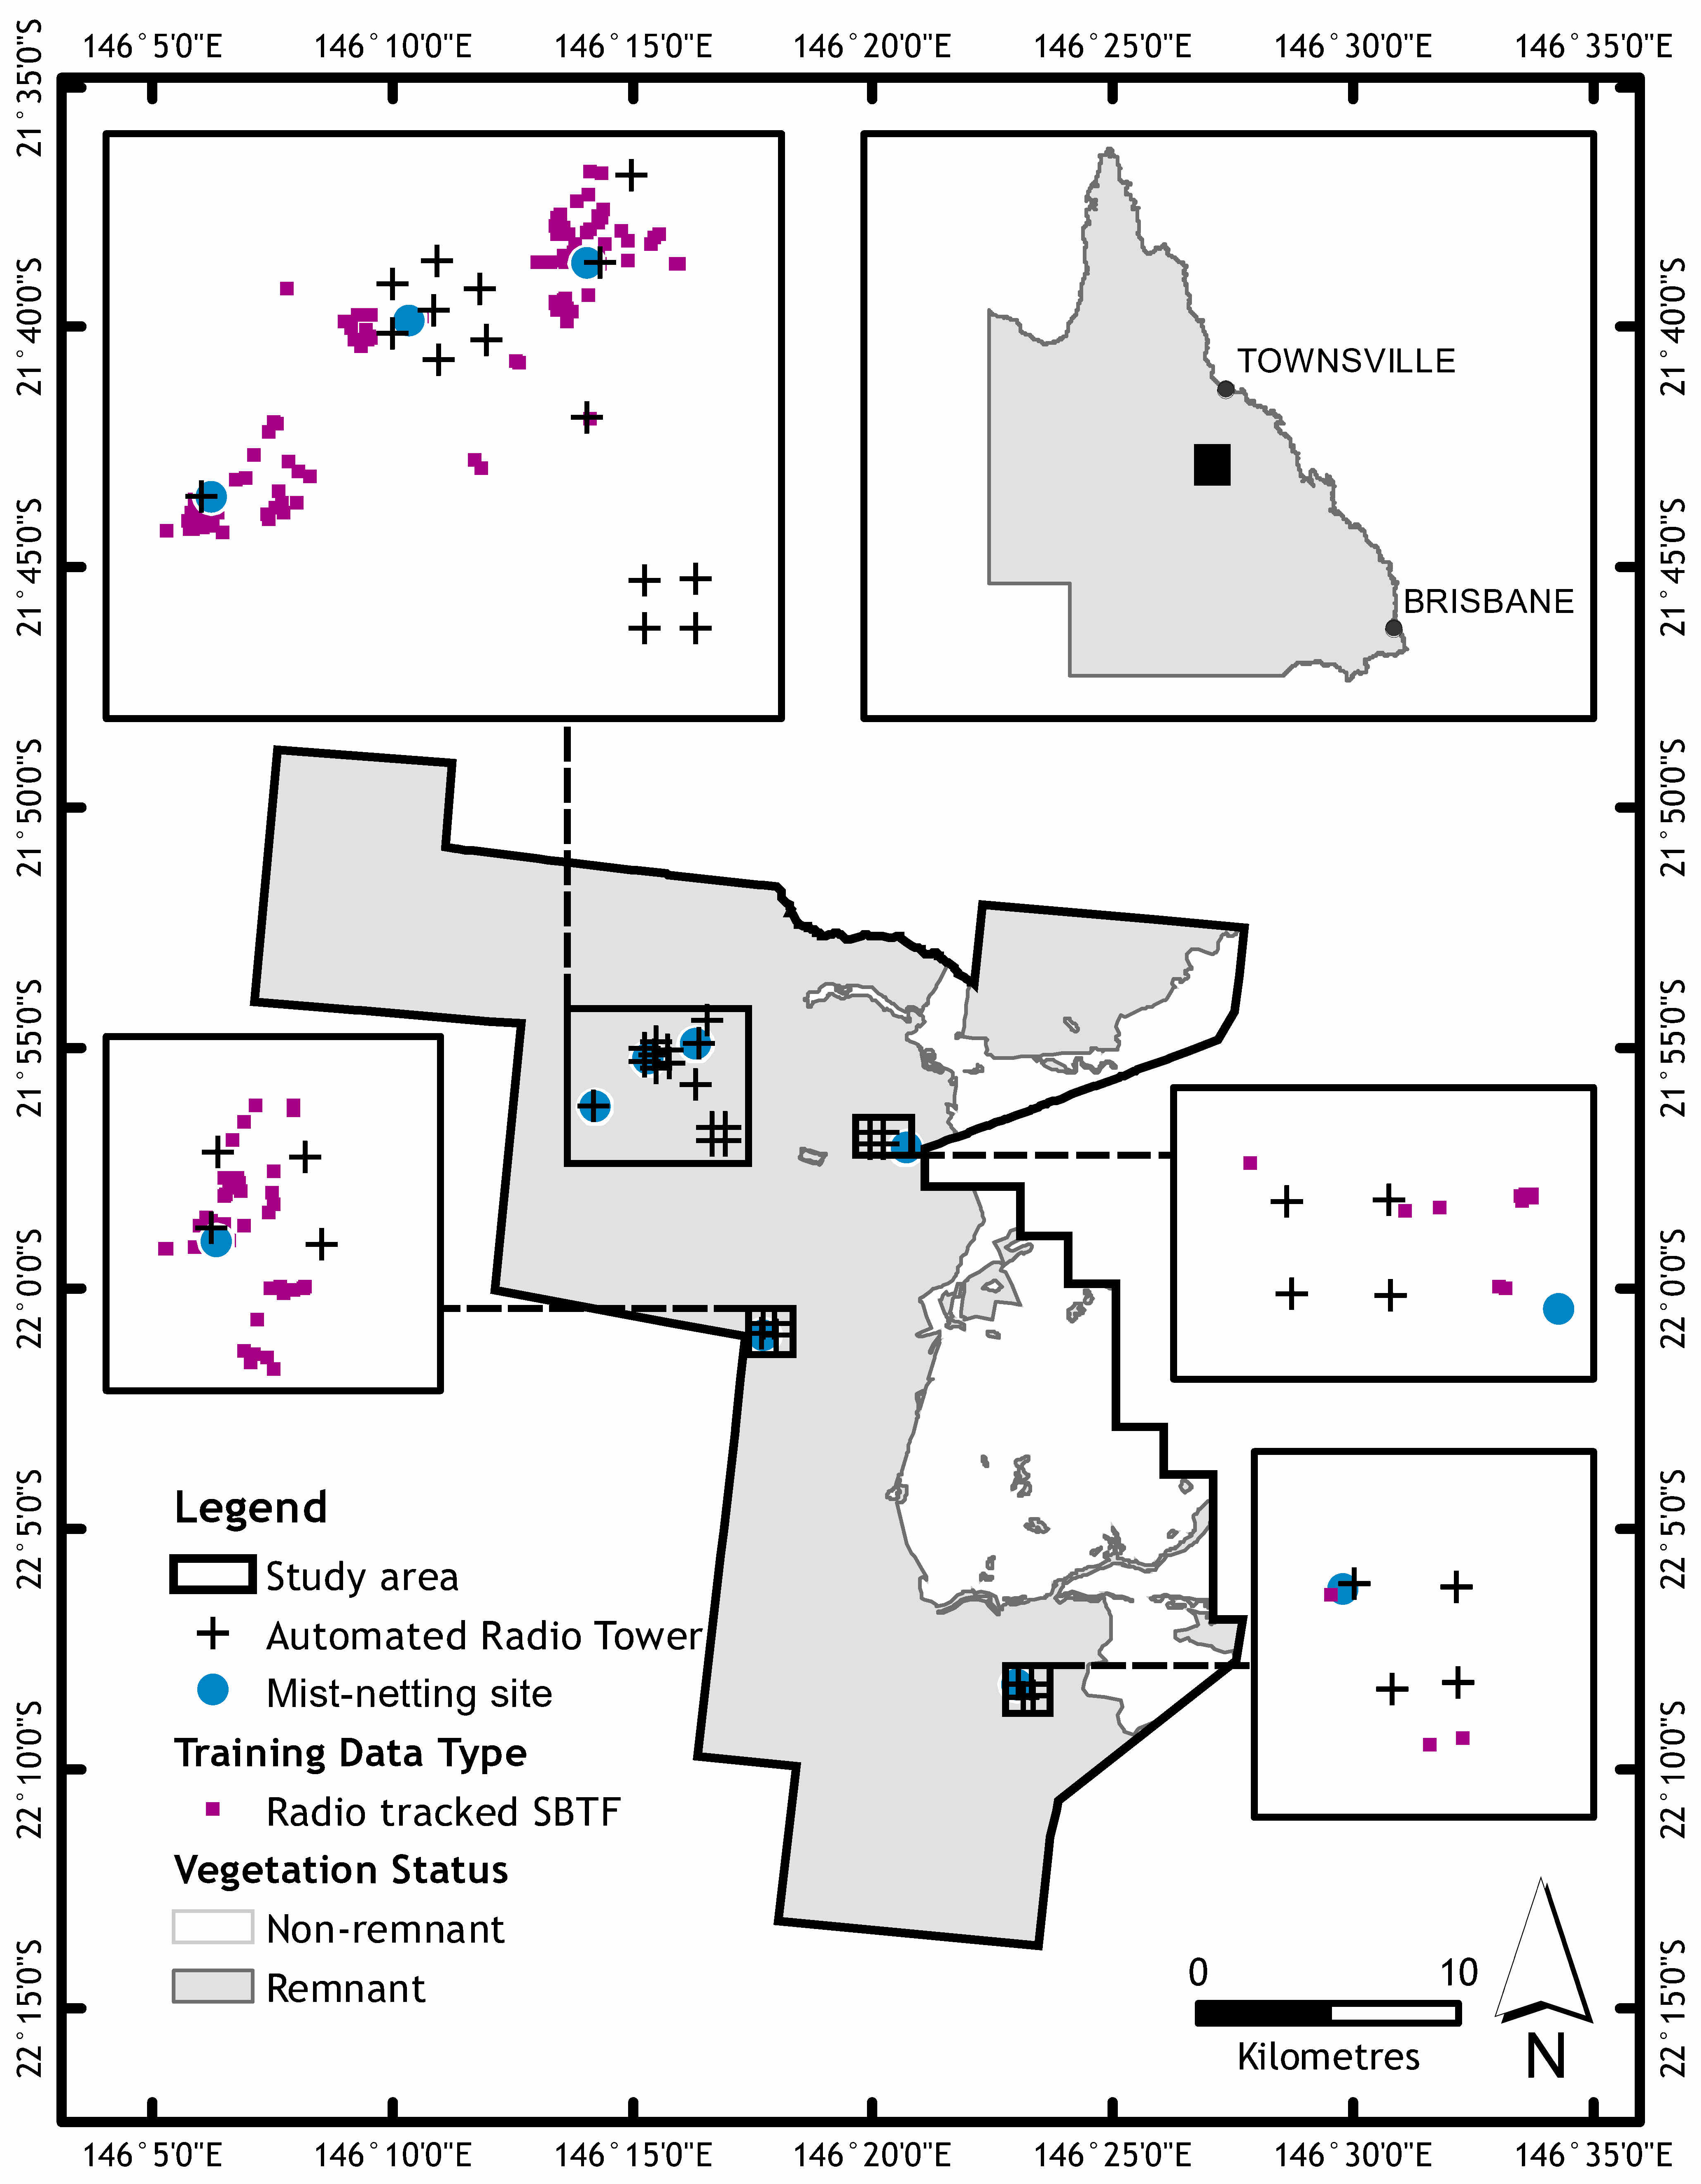 146°5'0"E 146°10'0"E 146°15'0"E 146°20'0"E 146°25'0"E 146°30'0"E 146°35'0"E
21°35'0"S
21°40'0"S
21°45'0"S
21°50'0"S
21°55'0"S
22°0'0"S
22°5'0"S
22°10'0"S
22°15'0"S
TOWNSVILLE
BRISBANE
Legend
Study area
Automated Radio Tower
Mist-netting site
Training Data Type
Radio tracked SBTF
Vegetation Status
Non-remnant
Remnant
0 10
Kilometres
N
21°40'0"S
21°45'0"S
21°50'0"S
21°55'0"S
22°0'0"S
22°5'0"S
22°10'0"S
22°15'0"S
146°5'0"E 146°10'0"E 146°15'0"E 146°20'0"E 146°25'0"E 146°30'0"E 146°35'0"E